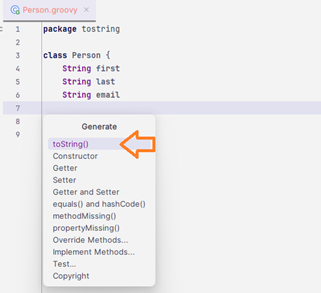 Person.groovy
1 package tostring
2
3 class Person {
4 String first
5 String last
6 String email
7
8
9
Generate
toString()
Constructor
Getter
Setter
Getter and Setter
equals() and hashCode()
methodMissing()
propertyMissing()
Override Methods...
Implement Methods...
Test...
Copyright